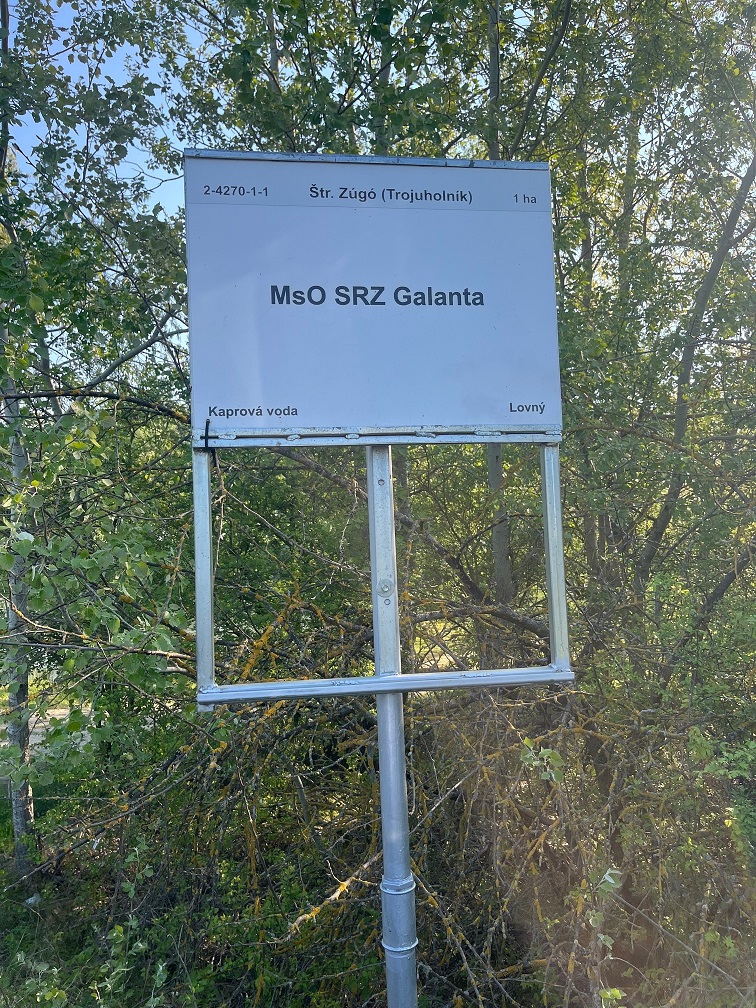 2-4270-1-1 Štr. Zúgó (Trojuholník) 1 ha
MsO SRZ Galanta
Kaprová voda Lovný